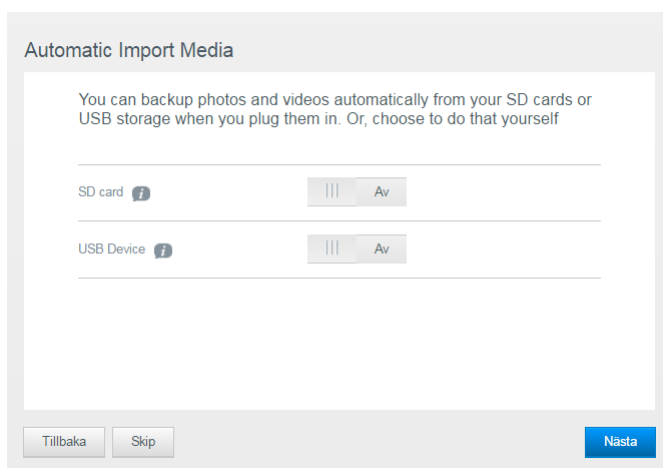 Automatic Import Media
You can backup photos and videos automatically from your SD cards or
USB storage when you plug them in. Or, choose to do that yourself
SD card i
Av
USB Device i
Av
Tillbaka Skip Nästa